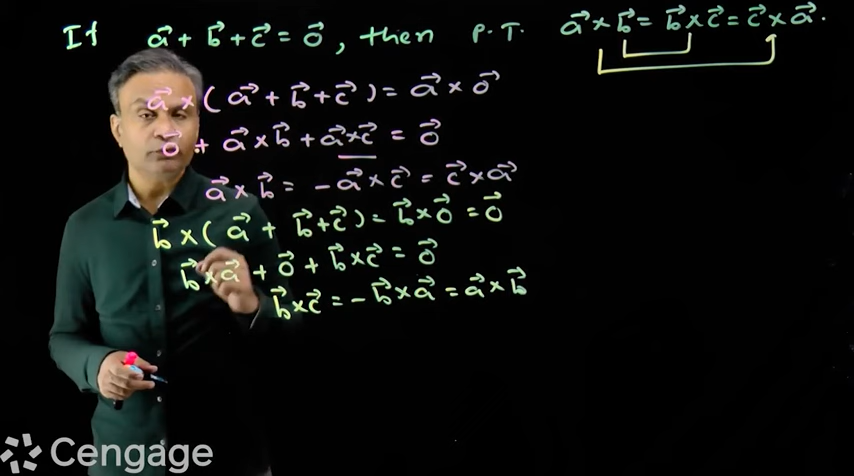 If a⃗ + b⃗ + c⃗ = 0⃗, then P.T. a⃗ × b⃗ = b⃗ × c⃗ = c⃗ × a⃗.
a⃗ × (a⃗ + b⃗ + c⃗) = a⃗ × 0⃗
0⃗ + a⃗ × b⃗ + a⃗ × c⃗ = 0⃗
a⃗ × b⃗ = - a⃗ × c⃗ = c⃗ × a⃗
b⃗ × (a⃗ + b⃗ + c⃗) = b⃗ × 0⃗ = 0⃗
b⃗ × a⃗ + 0⃗ + b⃗ × c⃗ = 0⃗
b⃗ × c⃗ = - b⃗ × a⃗ = a⃗ × b⃗
Cengage